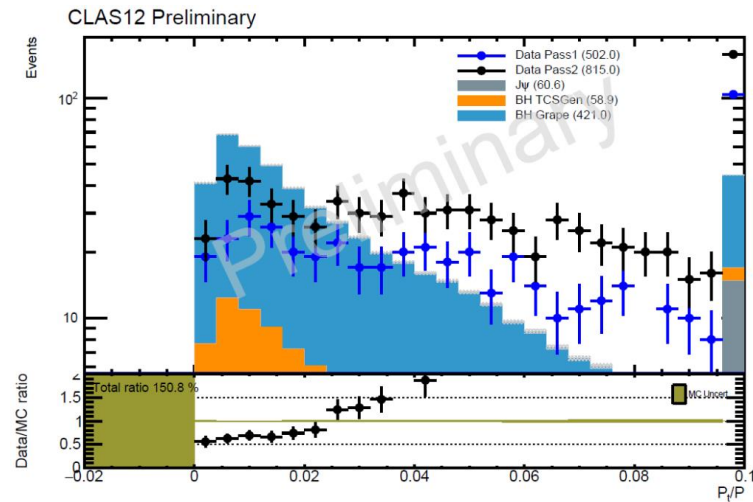 CLAS12 Preliminary
Events
Data Pass1 (502.0)
Data Pass2 (815.0)
Jψ (60.6)
BH TCSGen (58.9)
BH Grape (421.0)
10²
10
Preliminary
Data/MC ratio
Total ratio 150.8 %
MC Uncert
2
1.5
1
0.5
0
−0.02
0
0.02
0.04
0.06
0.08
0.1
Pt/P